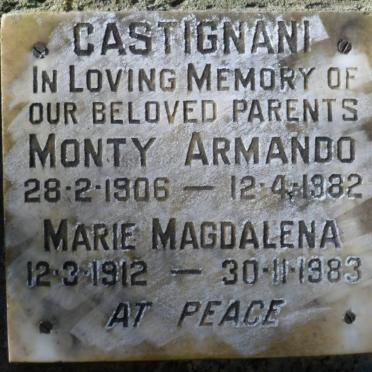 CASTIGNANI
IN LOVING MEMORY OF
OUR BELOVED PARENTS
MONTY ARMANDO
28·2·1906 — 12·4·1982
MARIE MAGDALENA
12·3·1912 — 30·11·1983
AT PEACE